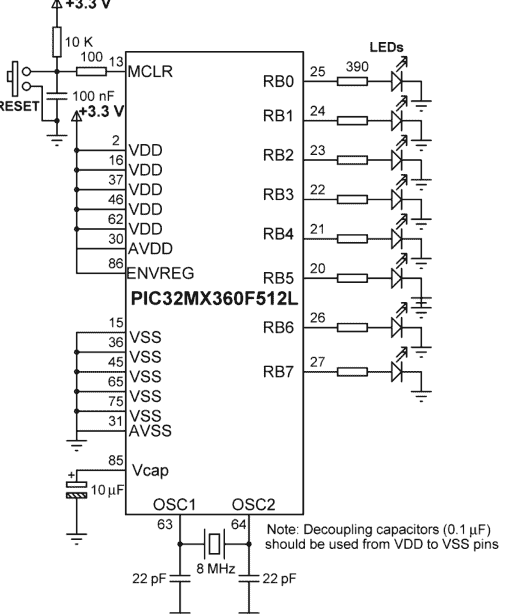 +3.3 V
10 K
100
13
MCLR
RESET
100 nF
+3.3 V
2
VDD
16
VDD
37
VDD
46
VDD
62
VDD
30
AVDD
86
ENVREG
PIC32MX360F512L
15
VSS
36
VSS
45
VSS
65
VSS
75
VSS
31
AVSS
85
Vcap
+
10 µF
LEDs
RB0
25
390
RB1
24
RB2
23
RB3
22
RB4
21
RB5
20
RB6
26
RB7
27
OSC1
OSC2
63
64
8 MHz
22 pF
22 pF
Note: Decoupling capacitors (0.1 µF)
should be used from VDD to VSS pins